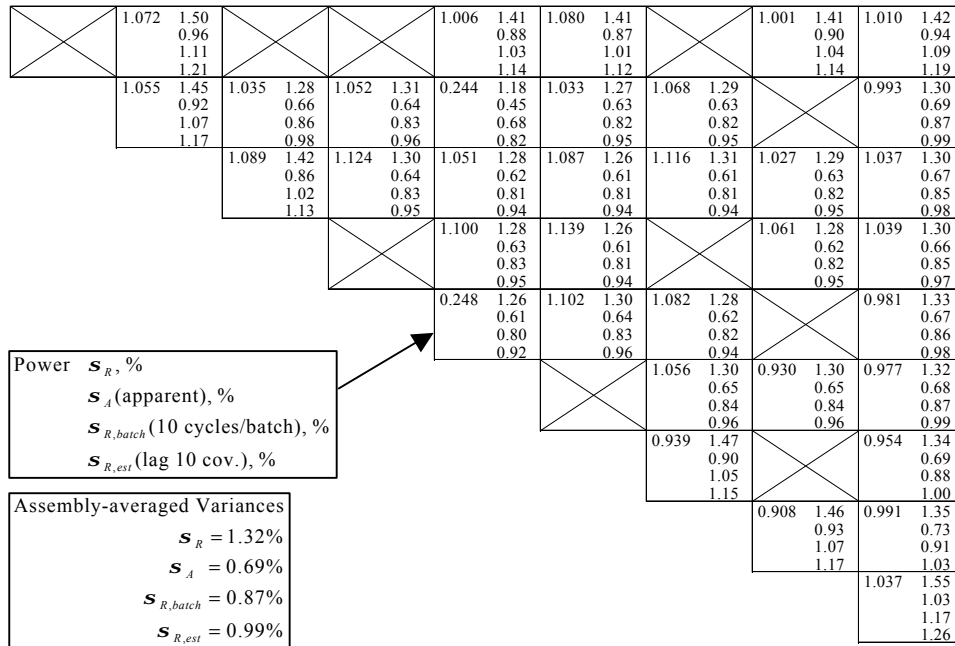 1.072 1.50 1.006 1.41 1.080 1.41 1.001 1.41 1.010 1.42
0.96 0.88 0.87 0.90 0.94
1.11 1.03 1.01 1.04 1.09
1.21 1.14 1.12 1.14 1.19
1.055 1.45 1.035 1.28 1.052 1.31 0.244 1.18 1.033 1.27 1.068 1.29 0.993 1.30
0.92 0.66 0.64 0.45 0.63 0.63 0.69
1.07 0.86 0.83 0.68 0.82 0.82 0.87
1.17 0.98 0.96 0.82 0.95 0.95 0.99
1.089 1.42 1.124 1.30 1.051 1.28 1.087 1.26 1.116 1.31 1.027 1.29 1.037 1.30
0.86 0.64 0.62 0.61 0.61 0.63 0.67
1.02 0.83 0.81 0.81 0.81 0.82 0.85
1.13 0.95 0.94 0.94 0.94 0.95 0.98
1.100 1.28 1.139 1.26 1.061 1.28 1.039 1.30
0.63 0.61 0.62 0.66
0.83 0.81 0.82 0.85
0.95 0.94 0.95 0.97
0.248 1.26 1.102 1.30 1.082 1.28 0.981 1.33
0.61 0.64 0.62 0.67
0.80 0.83 0.82 0.86
0.92 0.96 0.94 0.98
1.056 1.30 0.930 1.30 0.977 1.32
0.65 0.65 0.68
0.84 0.84 0.87
0.96 0.96 0.99
0.939 1.47 0.954 1.34
0.90 0.69
1.05 0.88
1.15 1.00
0.908 1.46 0.991 1.35
0.93 0.73
1.07 0.91
1.17 1.03
1.037 1.55
1.03
1.17
1.26
Power s R, %
s A (apparent), %
s R,batch (10 cycles/batch), %
s R,est (lag 10 cov.), %
Assembly-averaged Variances
s R = 1.32%
s A = 0.69%
s R,batch = 0.87%
s R,est = 0.99%